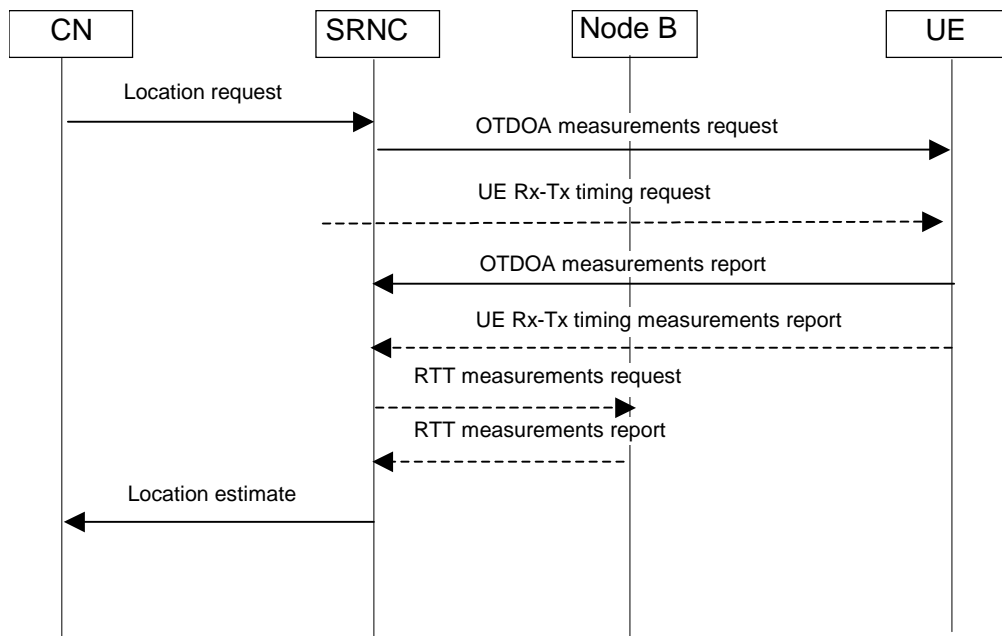 CN
SRNC
Node B
UE
Location request
OTDOA measurements request
UE Rx-Tx timing request
OTDOA measurements report
UE Rx-Tx timing measurements report
RTT measurements request
RTT measurements report
Location estimate